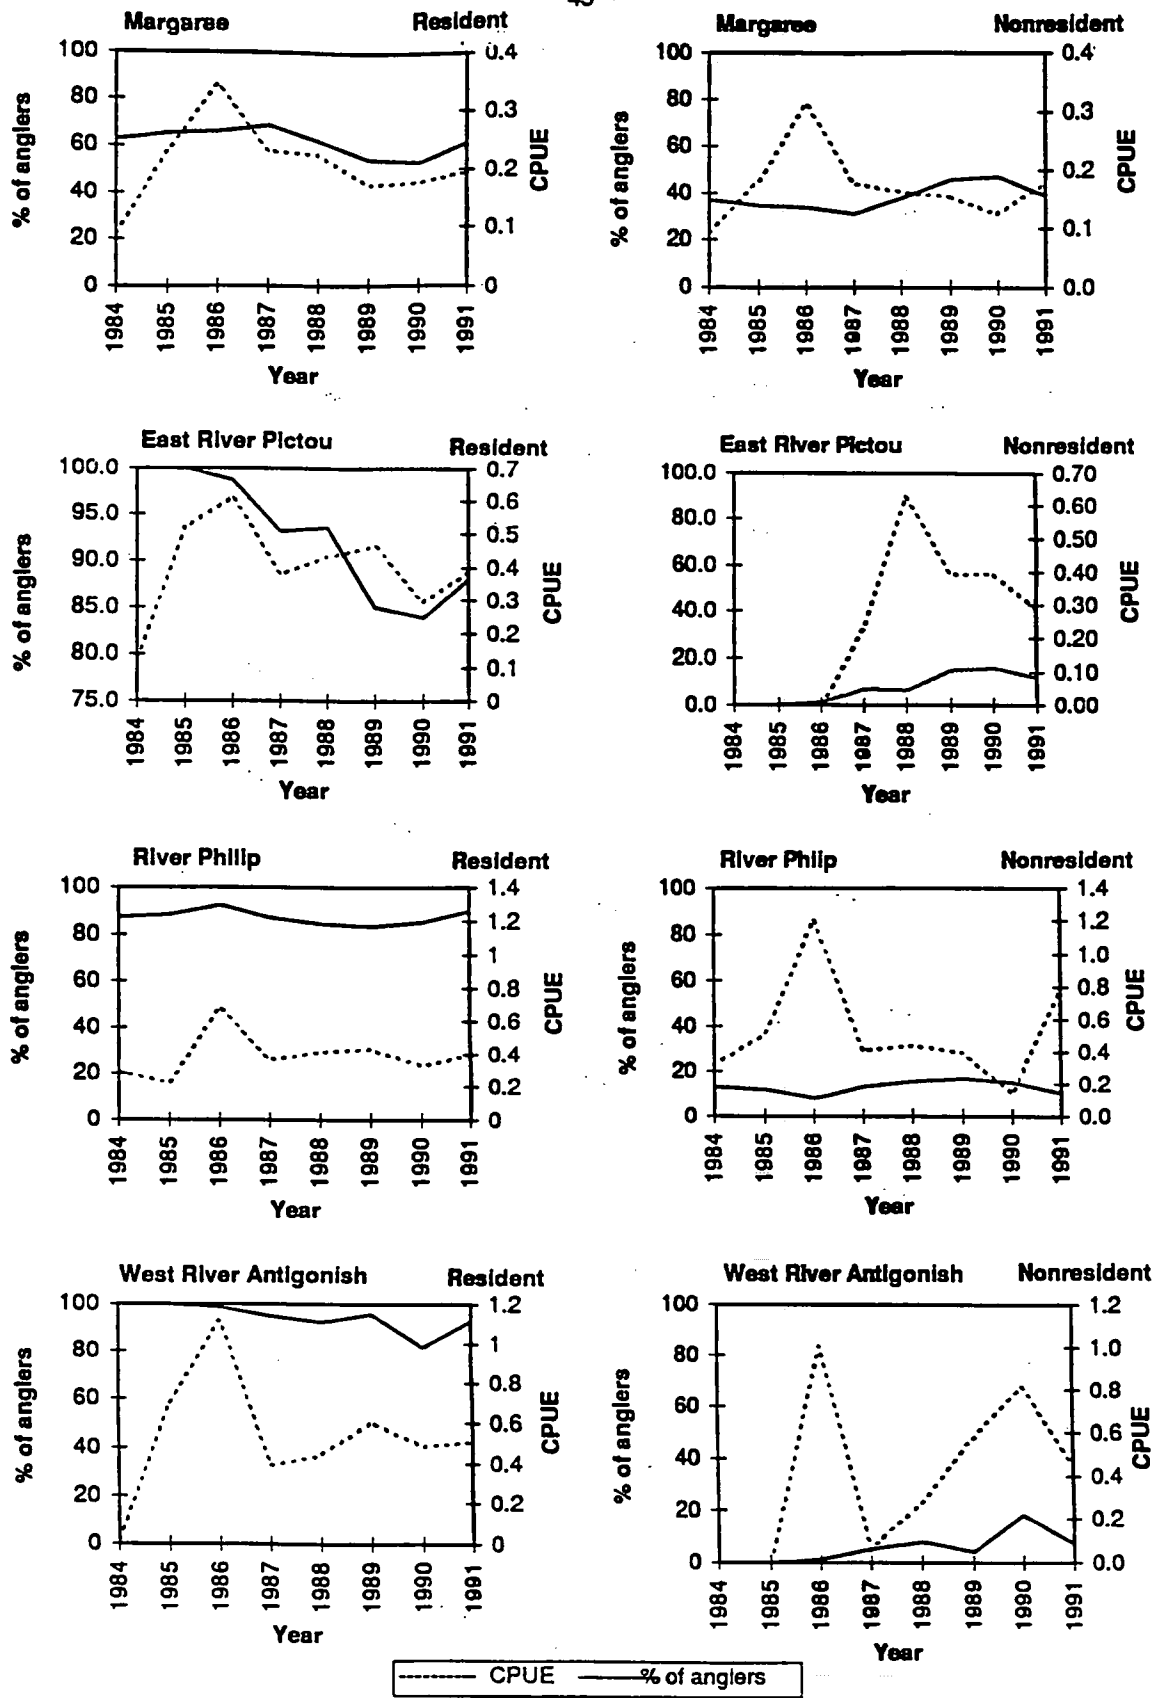 Margaree Resident
100 80 60 40 20 0
% of anglers
0.4 0.3 0.2 0.1 0
CPUE
1984 1985 1986 1987 1988 1989 1990 1991
Year
Margaree Nonresident
100 80 60 40 20 0
% of anglers
0.4 0.3 0.2 0.1 0.0
CPUE
1984 1985 1986 1987 1988 1989 1990 1991
Year
East River Pictou Resident
100.0 95.0 90.0 85.0 80.0 75.0
% of anglers
0.7 0.6 0.5 0.4 0.3 0.2 0.1 0
CPUE
1984 1985 1986 1987 1988 1989 1990 1991
Year
East River Pictou Nonresident
100.0 80.0 60.0 40.0 20.0 0.0
% of anglers
0.70 0.60 0.50 0.40 0.30 0.20 0.10 0.00
CPUE
1984 1985 1986 1987 1988 1989 1990 1991
Year
River Philip Resident
100 80 60 40 20 0
% of anglers
1.4 1.2 1 0.8 0.6 0.4 0.2 0
CPUE
1984 1985 1986 1987 1988 1989 1990 1991
Year
River Phlip Nonresident
100 80 60 40 20 0
% of anglers
1.4 1.2 1.0 0.8 0.6 0.4 0.2 0.0
CPUE
1984 1985 1986 1987 1988 1989 1990 1991
Year
West River Antigonish Resident
100 80 60 40 20 0
% of anglers
1.2 1 0.8 0.6 0.4 0.2 0
CPUE
1984 1985 1986 1987 1988 1989 1990 1991
Year
West River Antigonish Nonresident
100 80 60 40 20 0
% of anglers
1.2 1.0 0.8 0.6 0.4 0.2 0.0
CPUE
1984 1985 1986 1987 1988 1989 1990 1991
Year
CPUE % of anglers